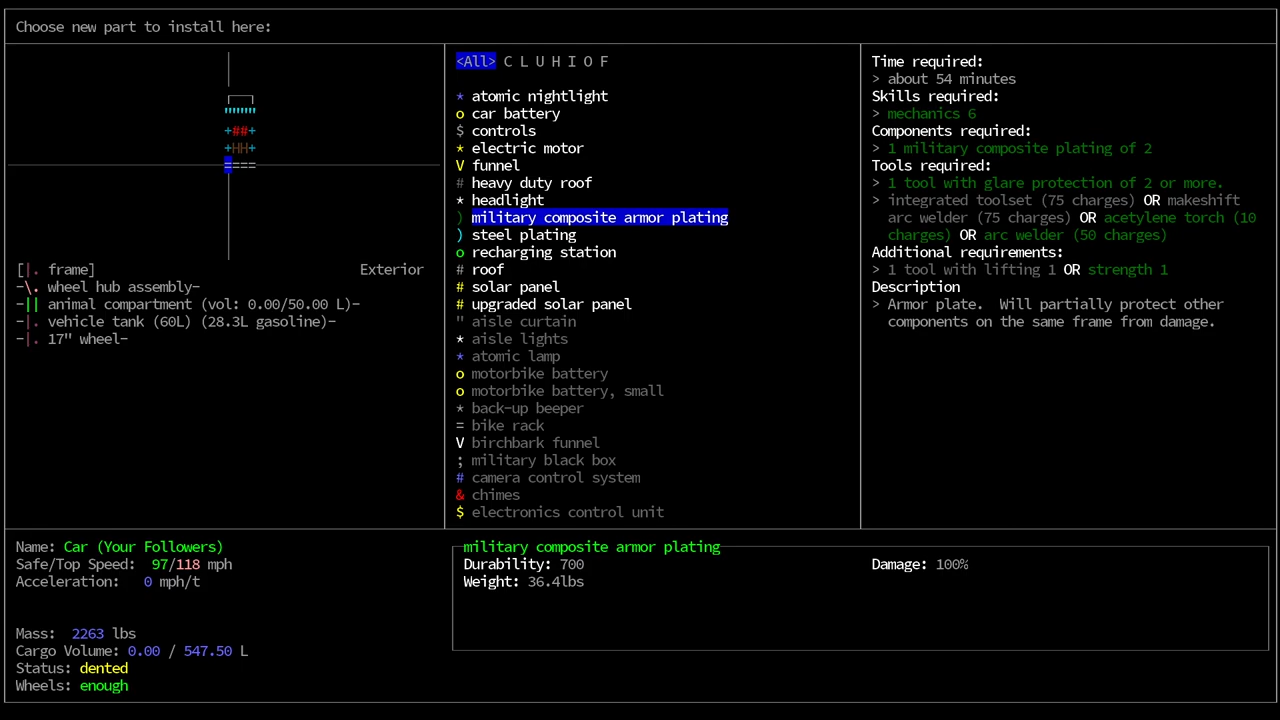 Choose new part to install here:
""""""""
+##+
+HH+
====
[|. frame] Exterior
-\. wheel hub assembly-
-|| animal compartment (vol: 0.00/50.00 L)-
-|. vehicle tank (60L) (28.3L gasoline)-
-|. 17" wheel-
<All> C L U H I O F
* atomic nightlight
o car battery
$ controls
* electric motor
V funnel
# heavy duty roof
* headlight
) military composite armor plating
) steel plating
o recharging station
# roof
# solar panel
# upgraded solar panel
" aisle curtain
* aisle lights
* atomic lamp
o motorbike battery
o motorbike battery, small
* back-up beeper
= bike rack
V birchbark funnel
; military black box
# camera control system
& chimes
$ electronics control unit
Time required:
> about 54 minutes
Skills required:
> mechanics 6
Components required:
> 1 military composite plating of 2
Tools required:
> 1 tool with glare protection of 2 or more.
> integrated toolset (75 charges) OR makeshift
arc welder (75 charges) OR acetylene torch (10
charges) OR arc welder (50 charges)
Additional requirements:
> 1 tool with lifting 1 OR strength 1
Description
> Armor plate.  Will partially protect other
components on the same frame from damage.
Name: Car (Your Followers)
Safe/Top Speed:  97/118 mph
Acceleration:   0 mph/t
Mass:  2263 lbs
Cargo Volume: 0.00 / 547.50 L
Status: dented
Wheels: enough
military composite armor plating
Durability: 700 Damage: 100%
Weight: 36.4lbs